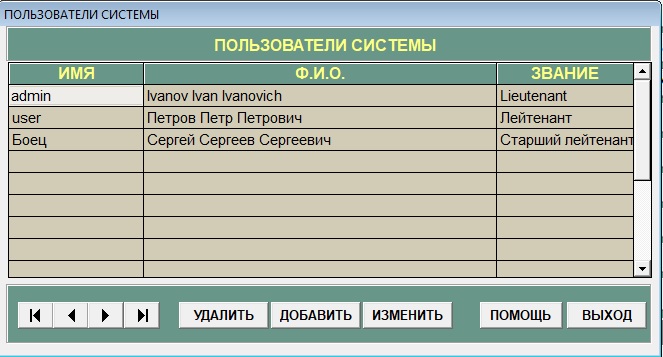 ПОЛЬЗОВАТЕЛИ СИСТЕМЫ
ПОЛЬЗОВАТЕЛИ СИСТЕМЫ
ИМЯ Ф.И.О. ЗВАНИЕ
admin Ivanov Ivan Ivanovich Lieutenant
user Петров Петр Петрович Лейтенант
Боец Сергей Сергеев Сергеевич Старший лейтенант
УДАЛИТЬ ДОБАВИТЬ ИЗМЕНИТЬ ПОМОЩЬ ВЫХОД